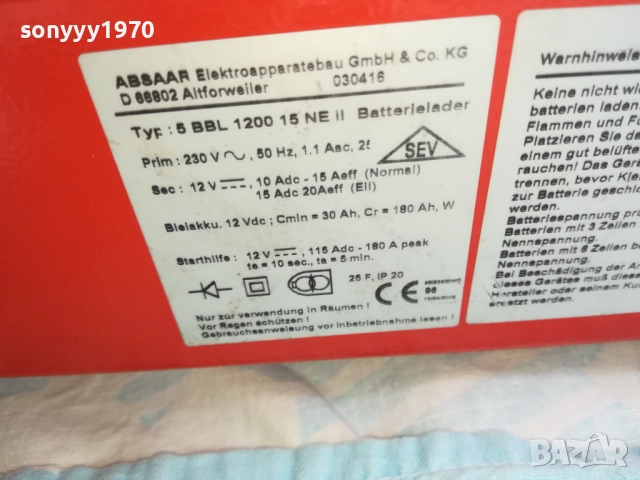 sonyyy1970
ABSAAR Elektroapparatebau GmbH & Co. KG
D 66802 Altforweiler 030416
Typ : 5 BBL 1200 15 NE II Batterielader
Prim : 230 V ~, 50 Hz, 1.1 Aac,
SEV
Sec : 12 V ⎓, 10 Adc - 15 Aeff (Normal)
15 Adc 20Aeff (EII)
Bleiakku. 12 Vdc ; Cmin = 30 Ah, Cr = 180 Ah, W
Starthilfe : 12 V ⎓, 115 Adc - 180 A peak
ta = 10 sec., ta = 5 min.
25 F, IP 20
CE
Nur zur verwendung in Räumen !
Vor Regen schützen !
Gebrauchsanweisung vor Inbetriebnahme lesen !
Warnhinweise
Keine nicht wi
batterien laden.
Flammen und Fu
Platzieren Sie d
einem gut belüfte
rauchen! Das Ger
trennen, bevor Kle
zur Batterie geschlo
werden.
Batteriespannung pr
Batterien mit 3 Zellen
Nennspannung.
Batterien mit 6 Zellen b
Nennspannung.
Bei Beschädigung der An
dieses Gerätes muß dies
Hersteller oder seinem Kun
ersetzt werden.
BAZAR